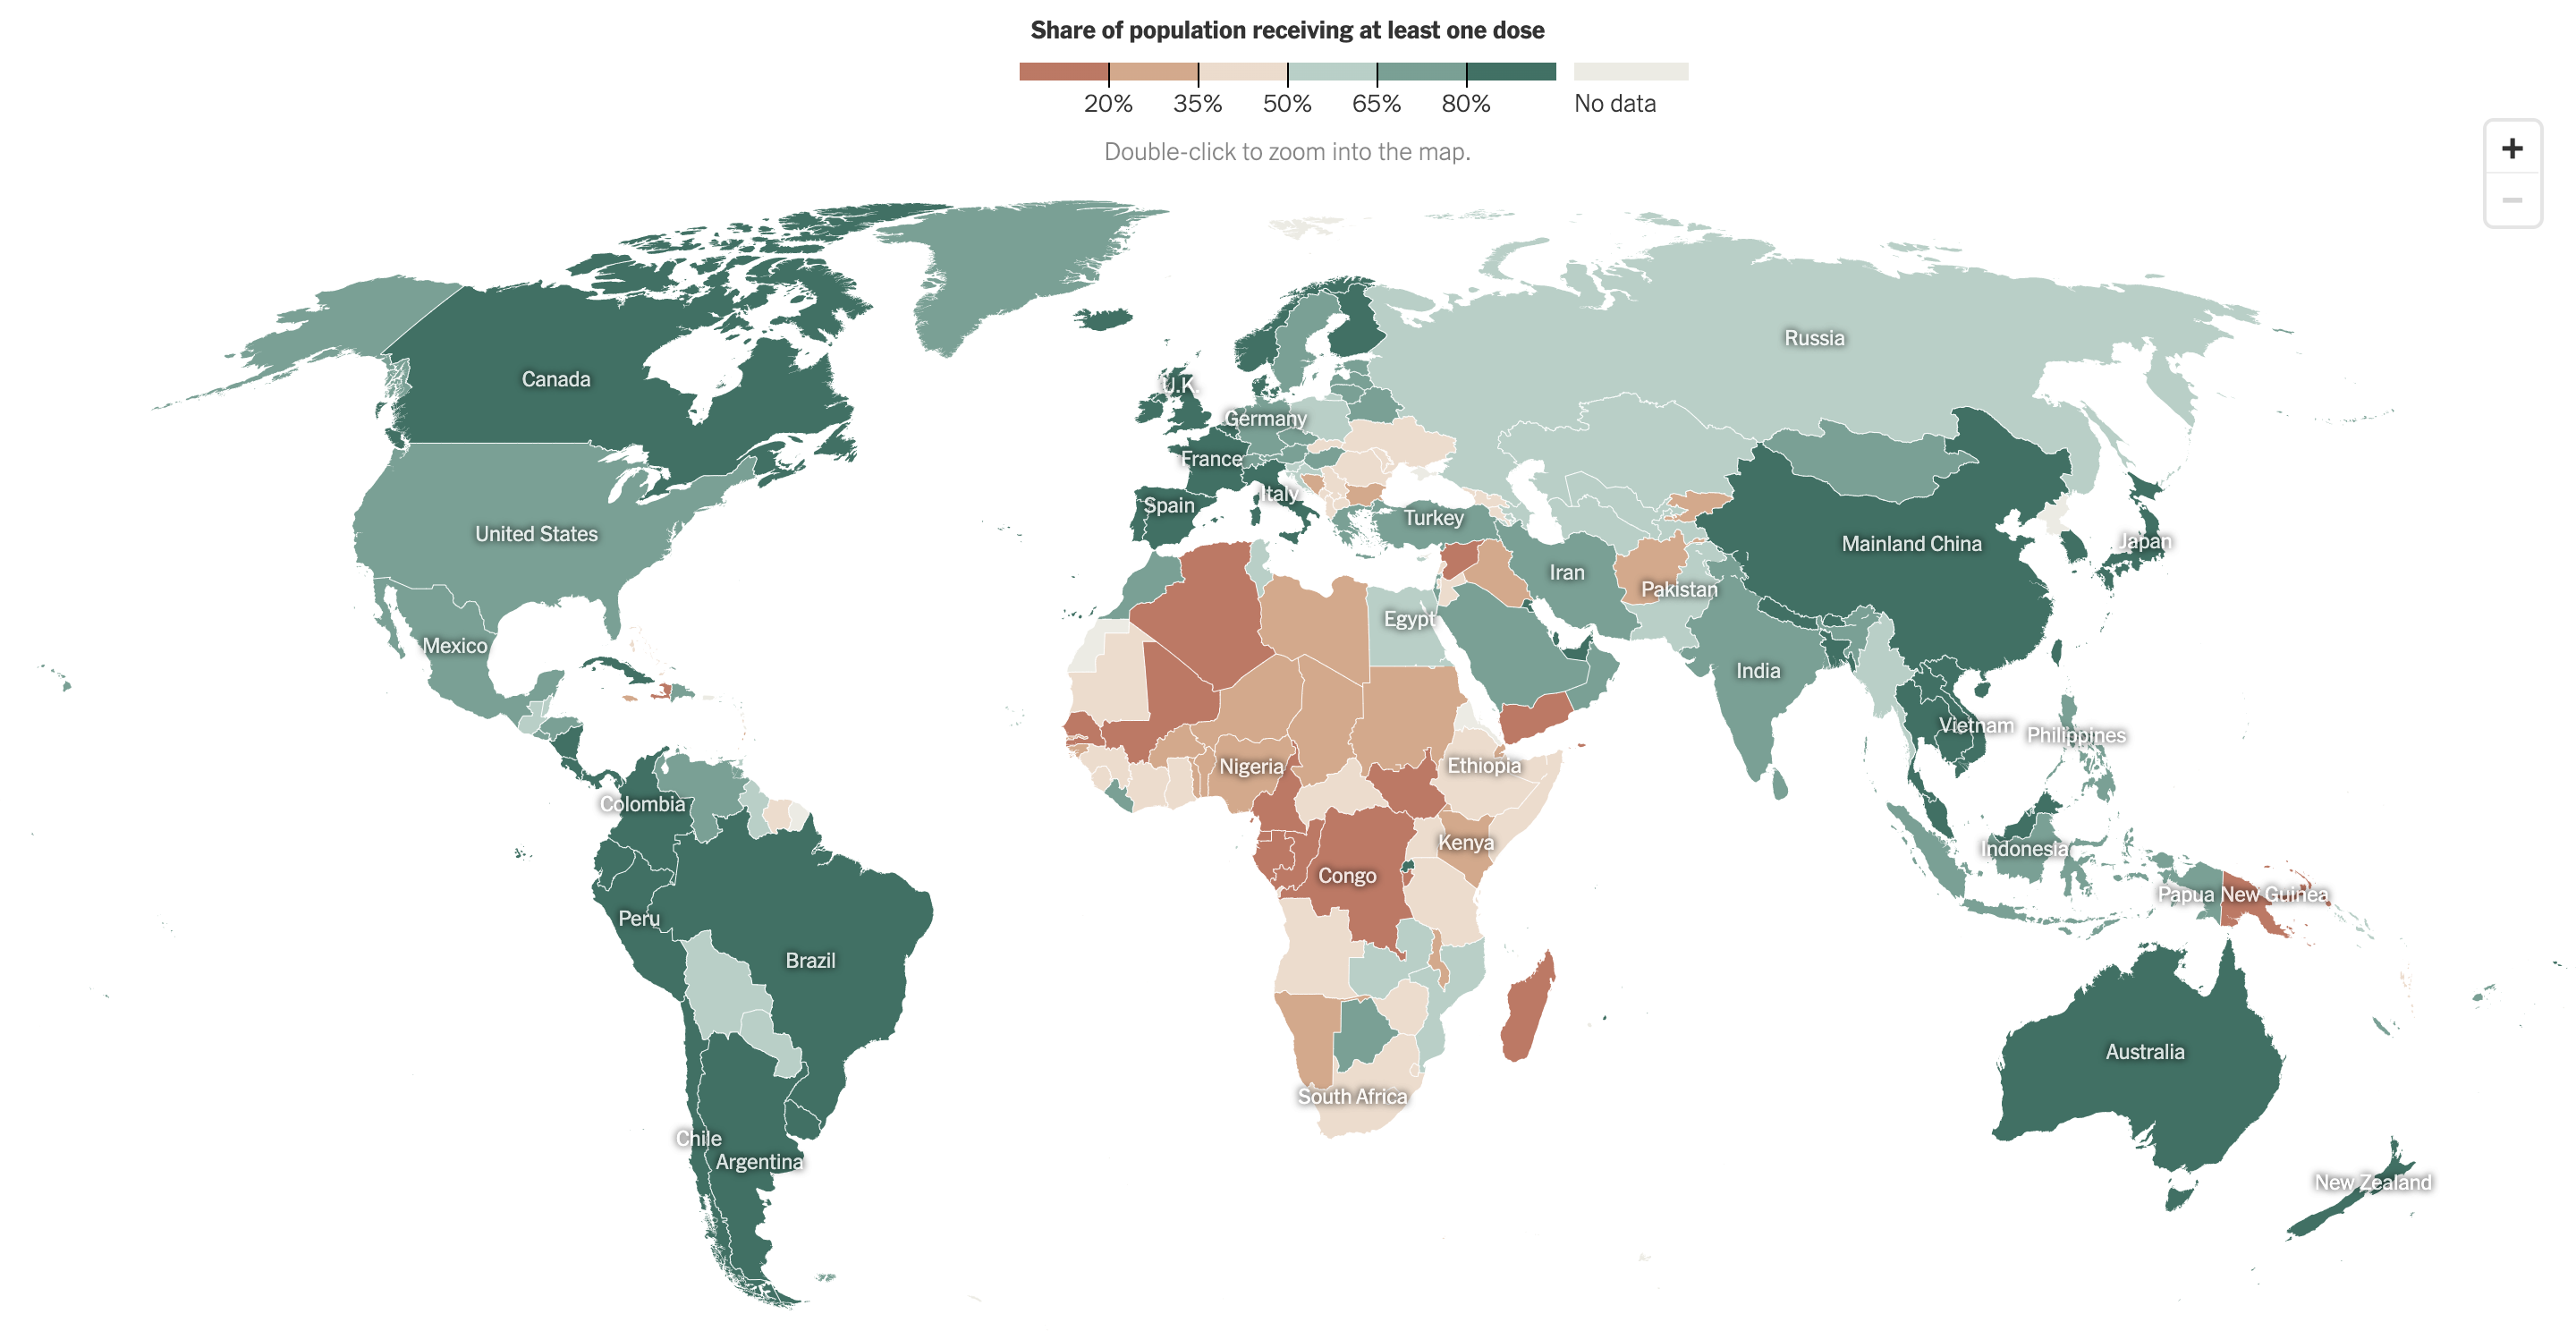 Share of population receiving at least one dose
20% 35% 50% 65% 80% No data
Double-click to zoom into the map.
+
−
Russia
Canada
U.K.
Germany
France
Italy
Spain
Turkey
United States
Mainland China
Japan
Iran
Pakistan
Egypt
Mexico
India
Vietnam
Philippines
Nigeria
Ethiopia
Colombia
Kenya
Indonesia
Congo
Papua New Guinea
Peru
Brazil
Australia
South Africa
Chile
Argentina
New Zealand